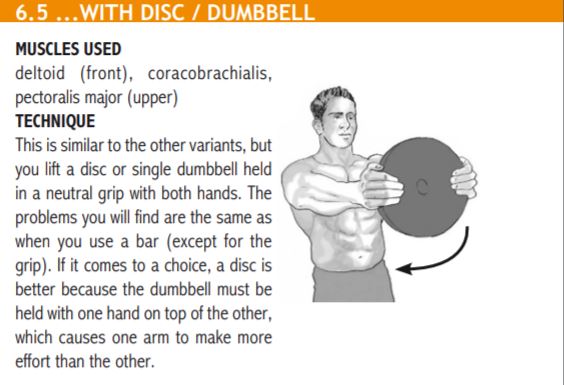 6.5 ...WITH DISC / DUMBBELL
MUSCLES USED
deltoid (front), coracobrachialis,
pectoralis major (upper)
TECHNIQUE
This is similar to the other variants, but
you lift a disc or single dumbbell held
in a neutral grip with both hands. The
problems you will find are the same as
when you use a bar (except for the
grip). If it comes to a choice, a disc is
better because the dumbbell must be
held with one hand on top of the other,
which causes one arm to make more
effort than the other.